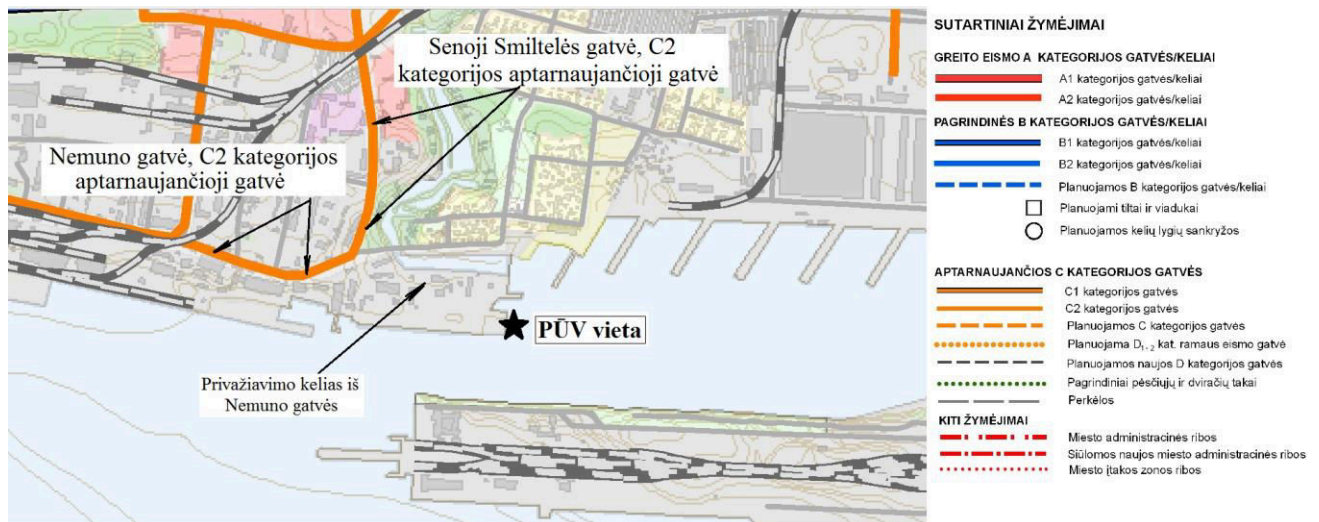 Senoji Smiltelės gatvė, C2
kategorijos aptarnaujančioji gatvė
Nemuno gatvė, C2 kategorijos
aptarnaujančioji gatvė
PŪV vieta
Privažiavimo kelias iš
Nemuno gatvės
SUTARTINIAI ŽYMĖJIMAI
GREITO EISMO A KATEGORIJOS GATVĖS/KELIAI
A1 kategorijos gatvės/keliai
A2 kategorijos gatvės/keliai
PAGRINDINĖS B KATEGORIJOS GATVĖS/KELIAI
B1 kategorijos gatvės/keliai
B2 kategorijos gatvės/keliai
Planuojamos B kategorijos gatvės/keliai
Planuojami tiltai ir viadukai
Planuojamos kelių lygių sankryžos
APTARNAUJANČIOS C KATEGORIJOS GATVĖS
C1 kategorijos gatvės
C2 kategorijos gatvės
Planuojamos C kategorijos gatvės
Planuojama D1-2 kat. ramaus eismo gatvė
Planuojamos naujos D kategorijos gatvės
Pagrindiniai pėsčiųjų ir dviračių takai
Perkėlos
KITI ŽYMĖJIMAI
Miesto administracinės ribos
Siūlomos naujos miesto administracinės ribos
Miesto įtakos zonos ribos